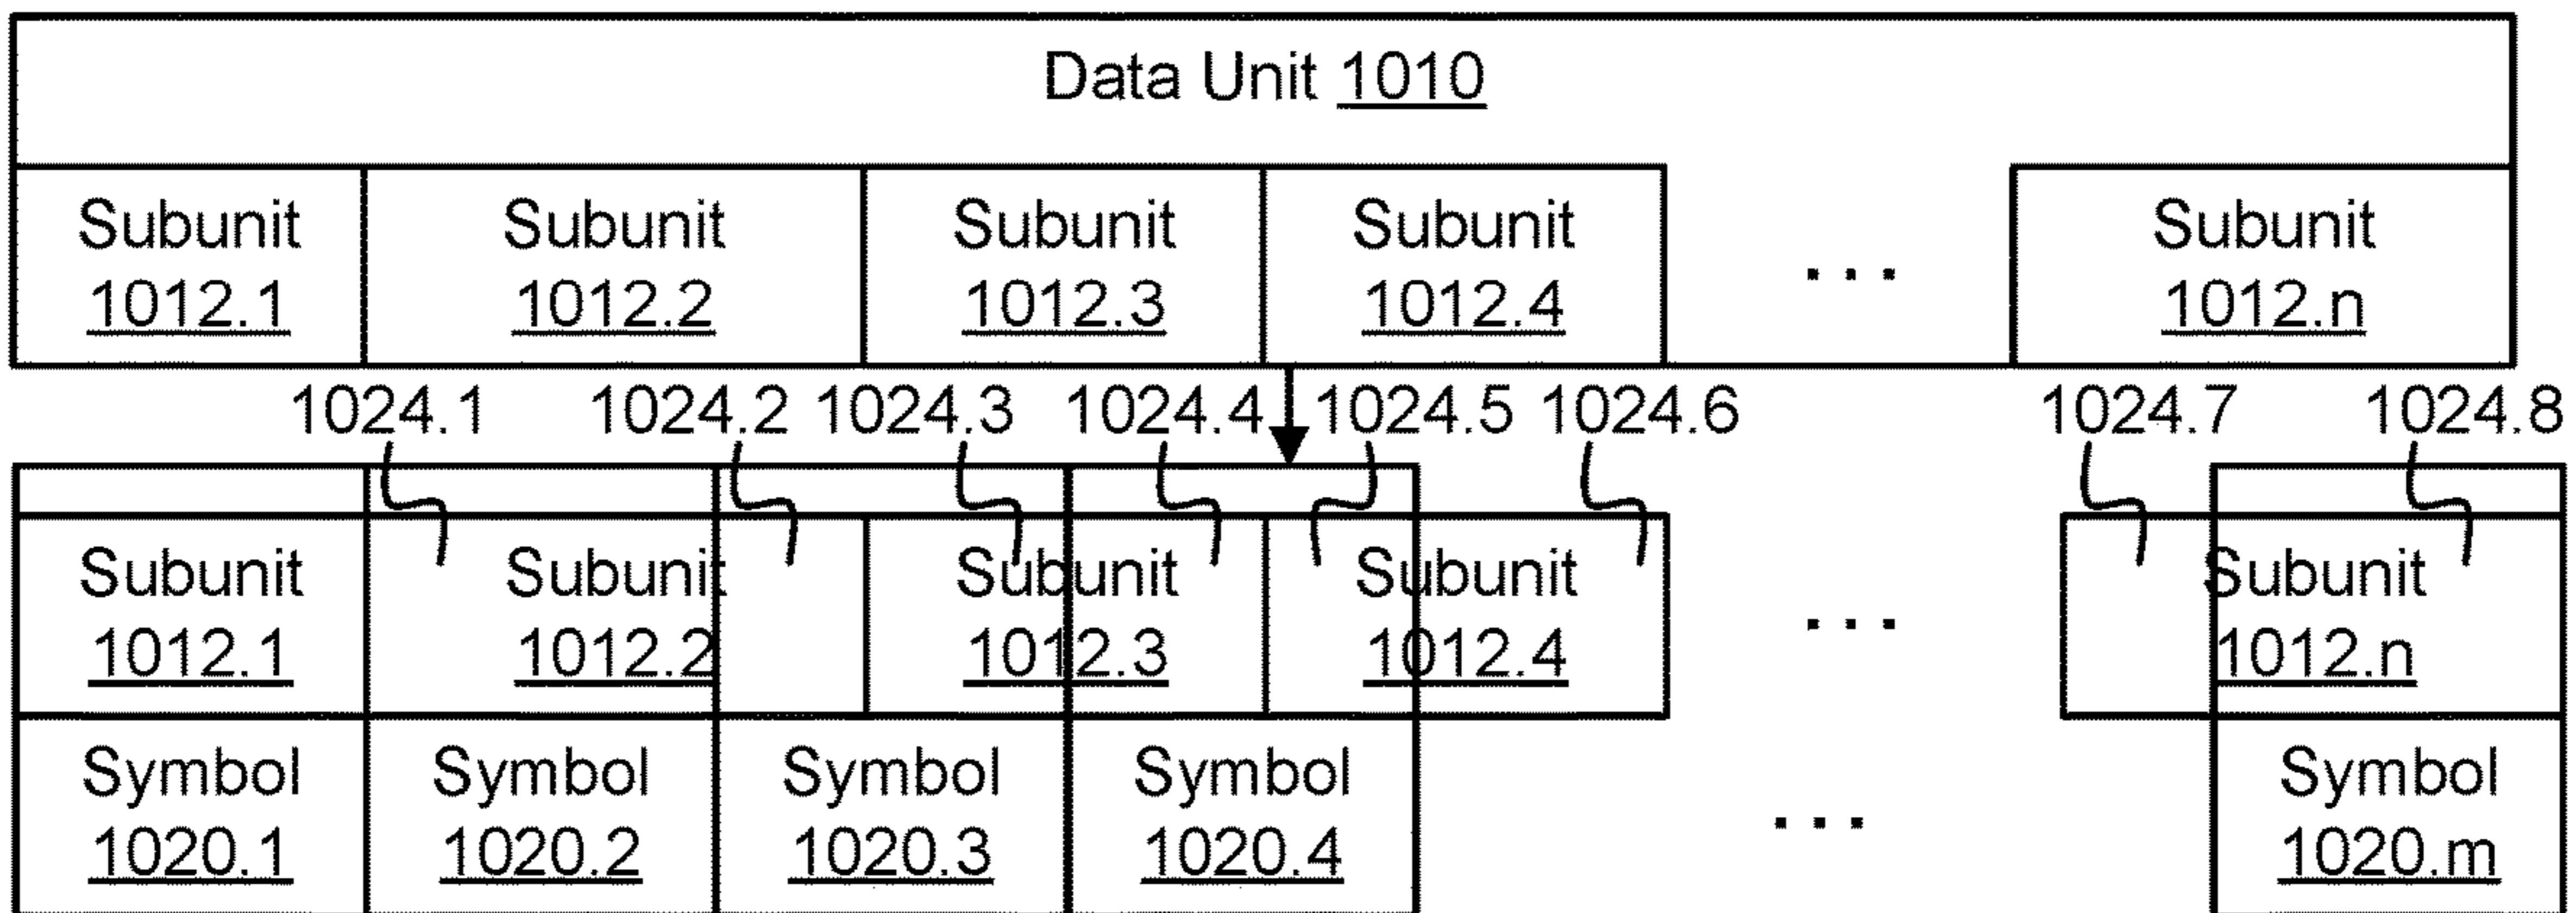 Data Unit 1010
Subunit Subunit Subunit Subunit Subunit
1012.1 1012.2 1012.3 1012.4 ... 1012.n
1024.1 1024.2 1024.3 1024.4 1024.5 1024.6 1024.7 1024.8
Subunit Subunit Subunit Subunit Subunit
1012.1 1012.2 1012.3 1012.4 ... 1012.n
Symbol Symbol Symbol Symbol Symbol
1020.1 1020.2 1020.3 1020.4 ... 1020.m